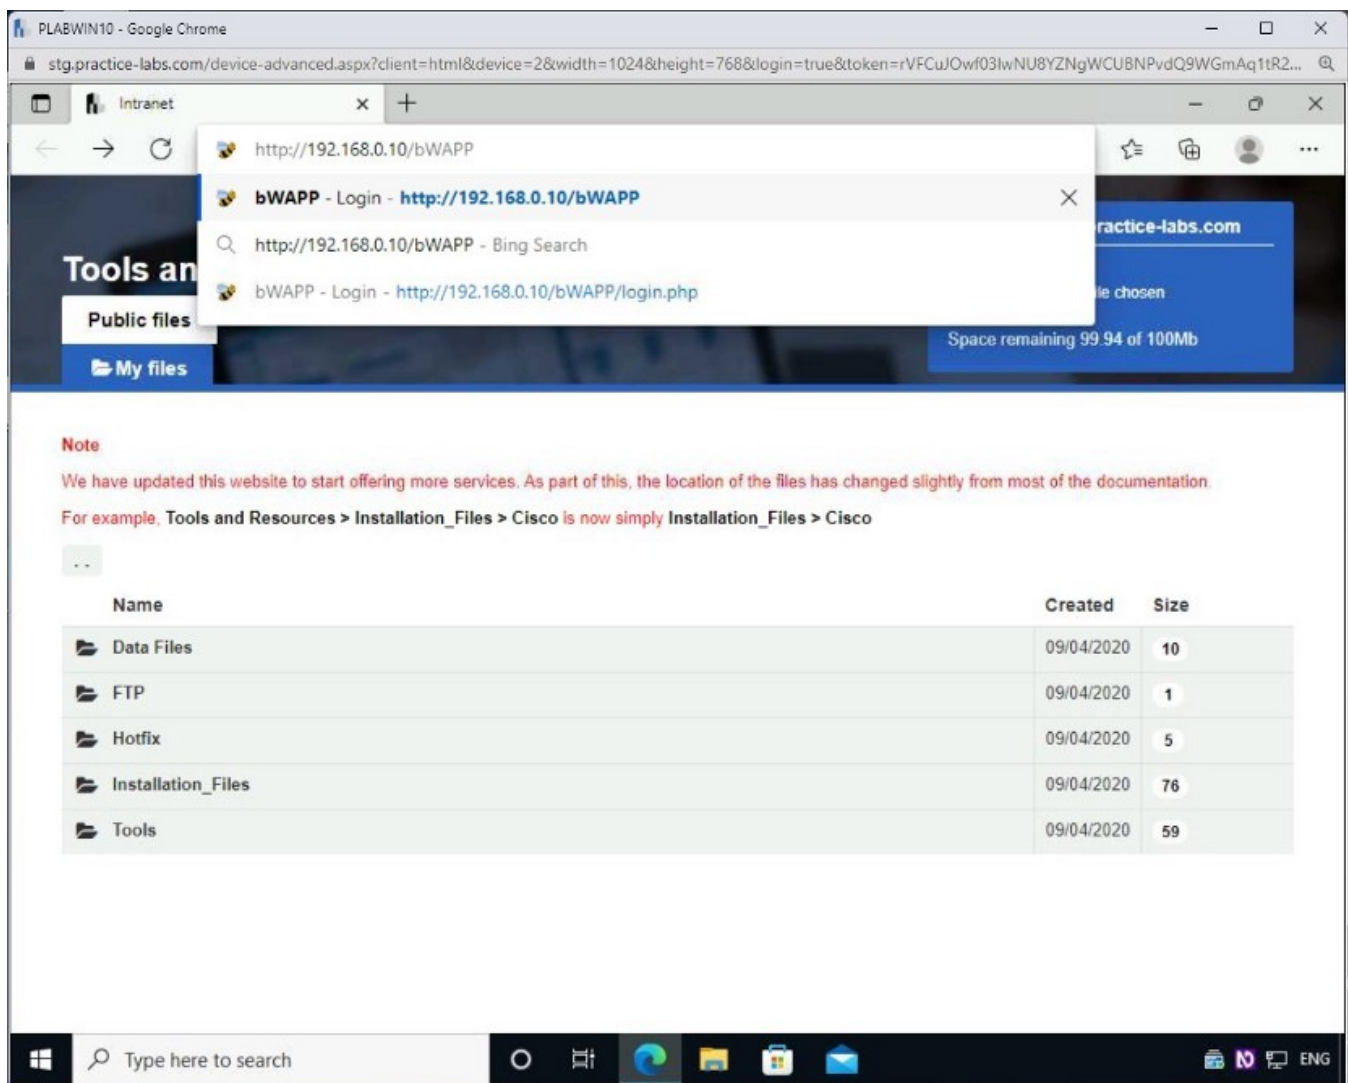 PLABWIN10 - Google Chrome
stg.practice-labs.com/device-advanced.aspx?client=html&device=2&width=1024&height=768&login=true&token=rVFCuJOwf03IwNU8YZNgWCUBNPvdQ9WGmAq1tR2...
Intranet
http://192.168.0.10/bWAPP
bWAPP - Login - http://192.168.0.10/bWAPP
http://192.168.0.10/bWAPP - Bing Search
bWAPP - Login - http://192.168.0.10/bWAPP/login.php
ractice-labs.com
Tools an
le chosen
Public files
Space remaining 99.94 of 100Mb
My files
Note
We have updated this website to start offering more services. As part of this, the location of the files has changed slightly from most of the documentation.
For example, Tools and Resources > Installation_Files > Cisco is now simply Installation_Files > Cisco
..
Name Created Size
Data Files 09/04/2020 10
FTP 09/04/2020 1
Hotfix 09/04/2020 5
Installation_Files 09/04/2020 76
Tools 09/04/2020 59
Type here to search
ENG